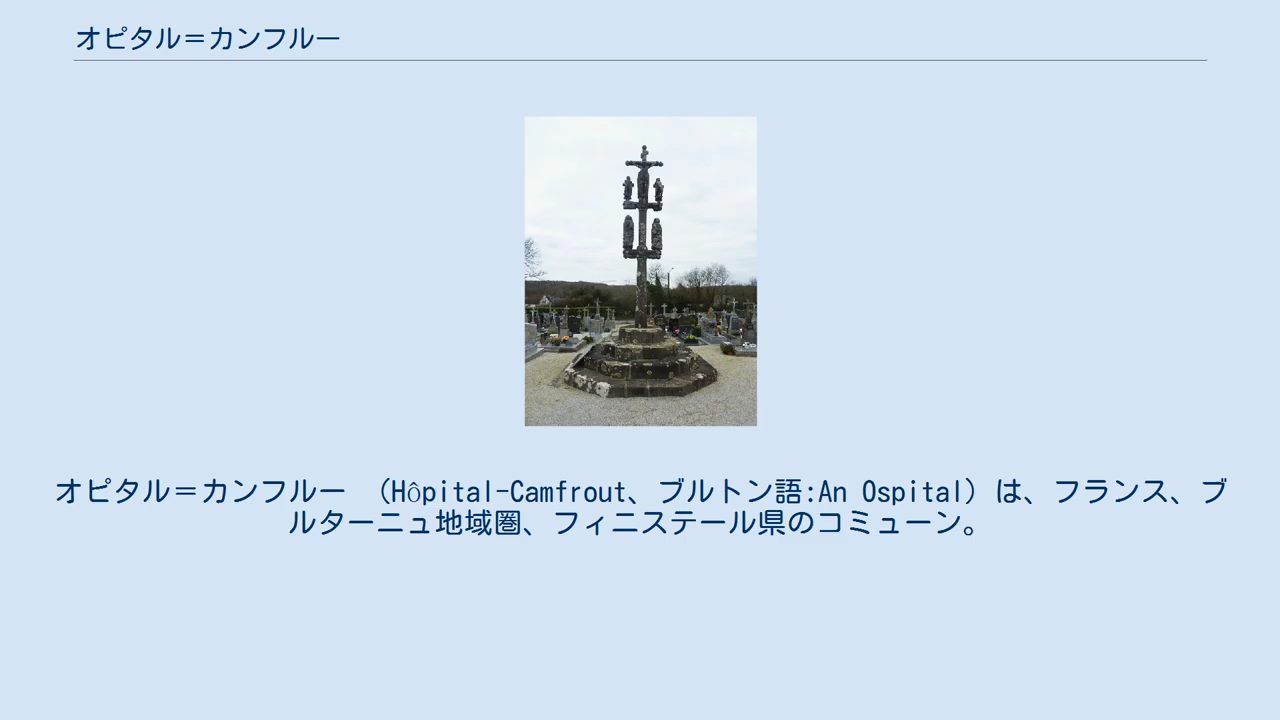 オピタル＝カンフルー
オピタル＝カンフルー （Hôpital-Camfrout、ブルトン語:An Ospital）は、フランス、ブ
ルターニュ地域圏、フィニステール県のコミューン。